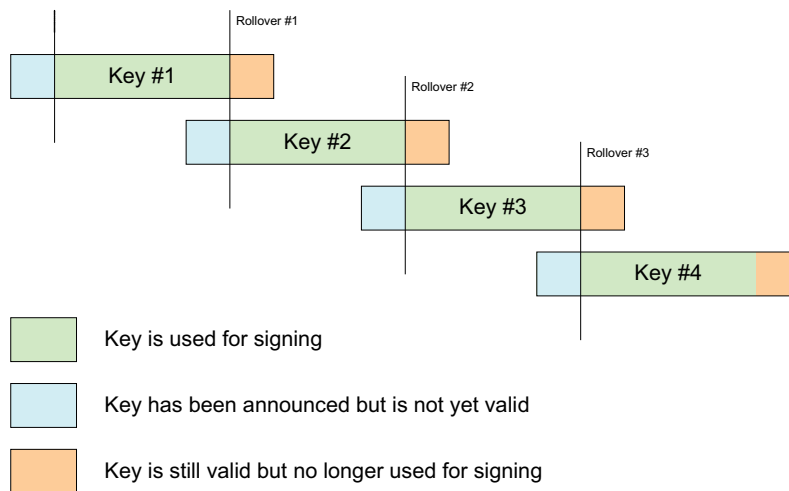 Rollover #1
Key #1
Rollover #2
Key #2
Rollover #3
Key #3
Key #4
Key is used for signing
Key has been announced but is not yet valid
Key is still valid but no longer used for signing